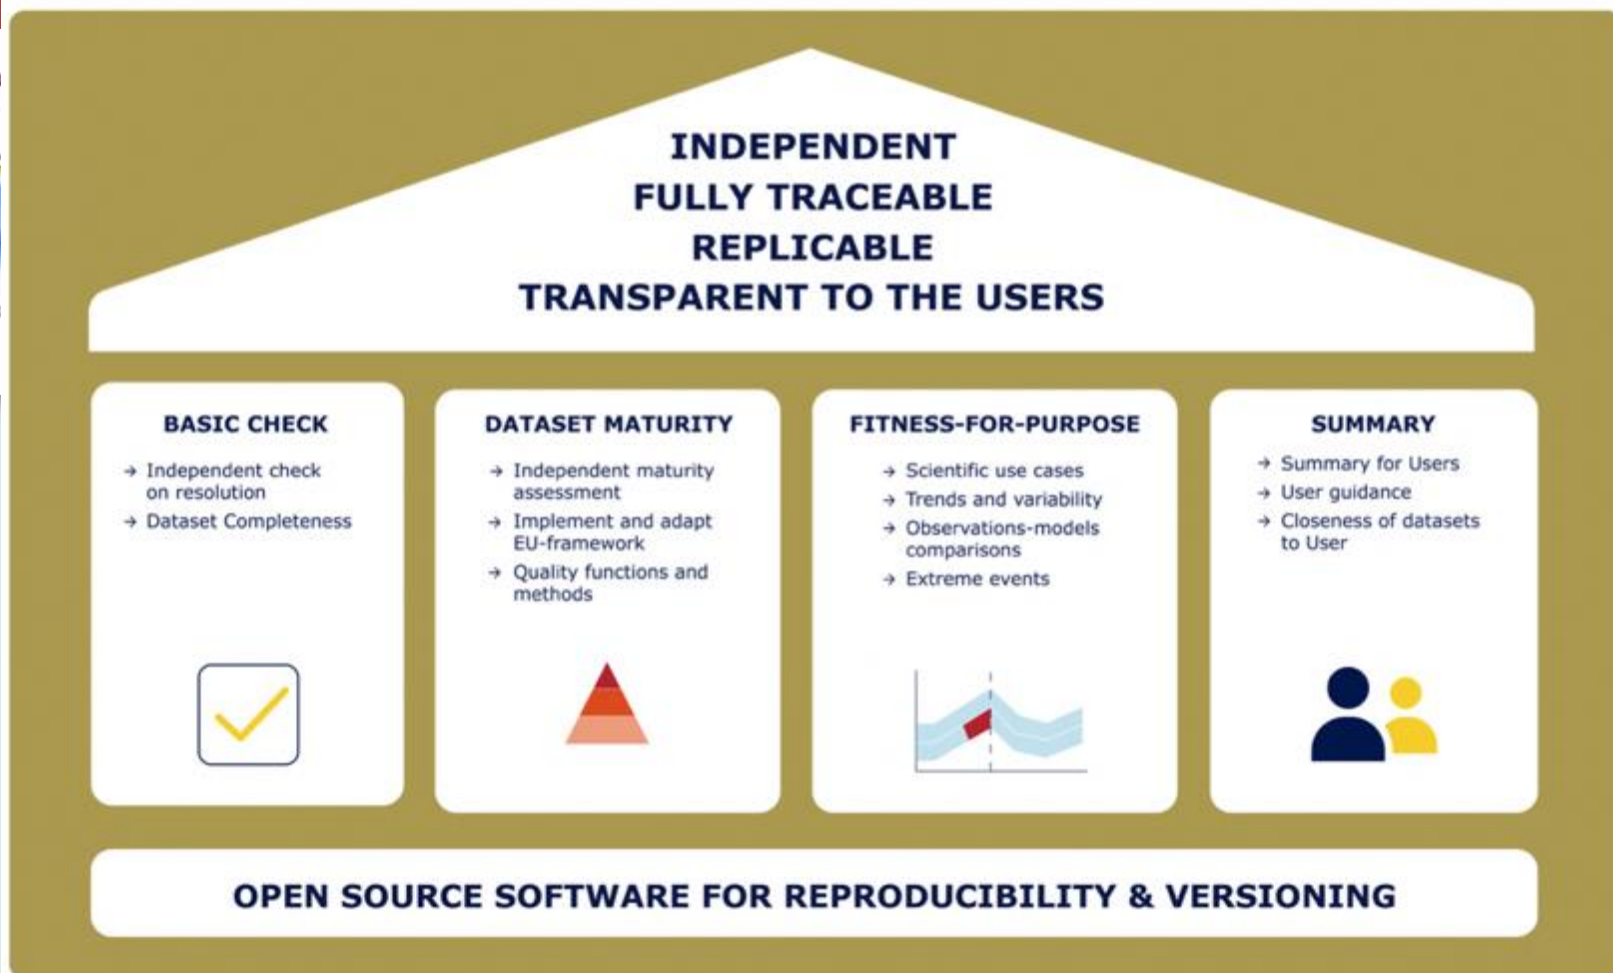 INDEPENDENT
FULLY TRACEABLE
REPLICABLE
TRANSPARENT TO THE USERS
BASIC CHECK
→ Independent check
on resolution
→ Dataset Completeness
DATASET MATURITY
→ Independent maturity
assessment
→ Implement and adapt
EU-framework
→ Quality functions and
methods
FITNESS-FOR-PURPOSE
→ Scientific use cases
→ Trends and variability
→ Observations-models
comparisons
→ Extreme events
SUMMARY
→ Summary for Users
→ User guidance
→ Closeness of datasets
to User
OPEN SOURCE SOFTWARE FOR REPRODUCIBILITY & VERSIONING